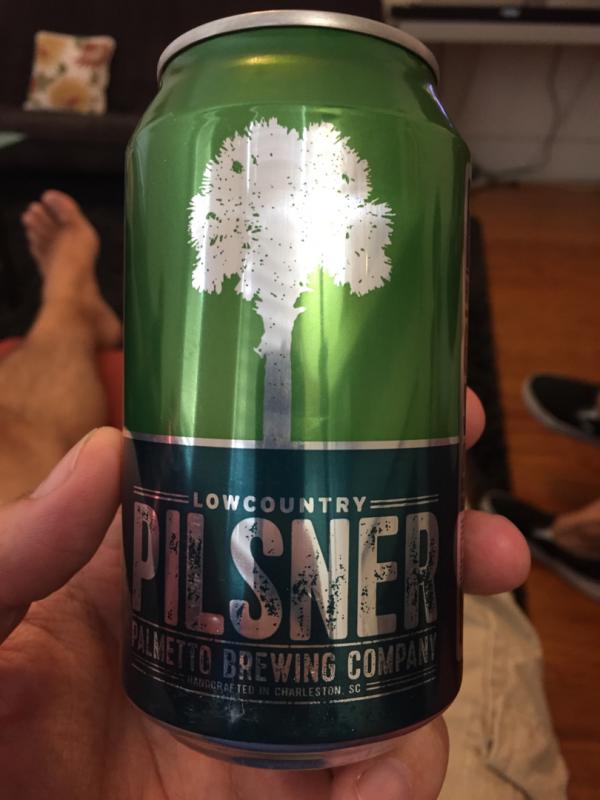 LOWCOUNTRY
PILSNER
PALMETTO BREWING COMPANY
HANDCRAFTED IN CHARLESTON, SC